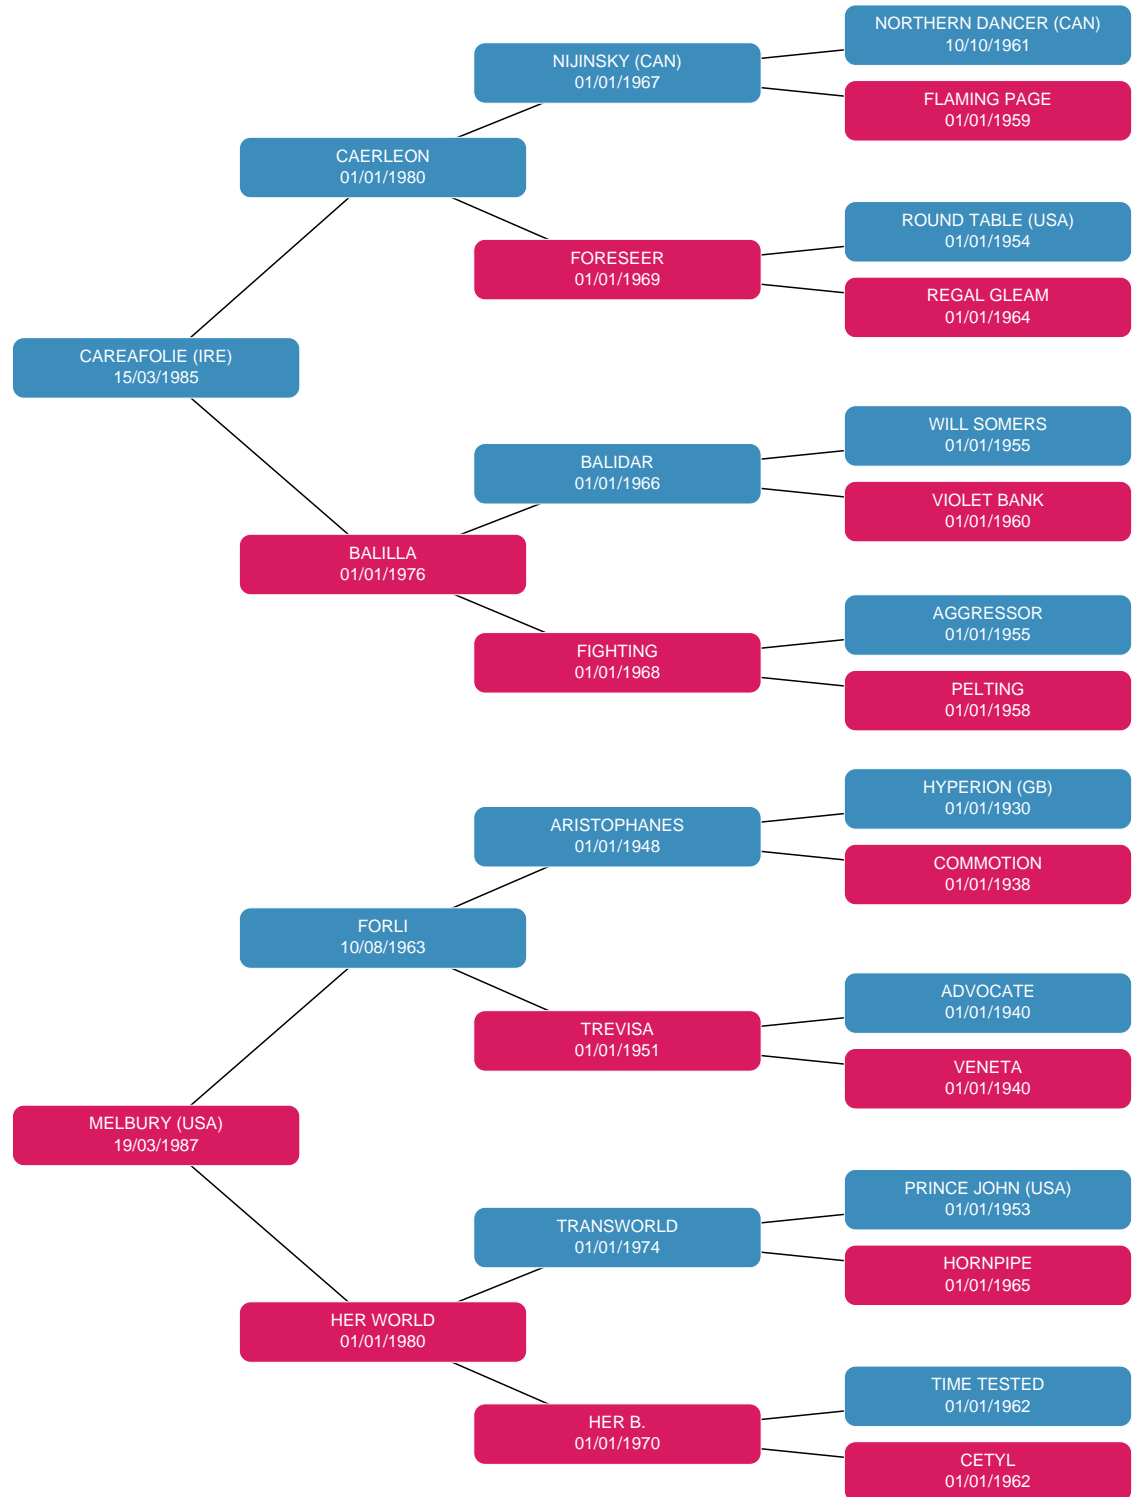 NORTHERN DANCER (CAN)
10/10/1961
NIJINSKY (CAN)
01/01/1967
FLAMING PAGE
01/01/1959
CAERLEON
01/01/1980
ROUND TABLE (USA)
01/01/1954
FORESEER
01/01/1969
REGAL GLEAM
01/01/1964
CAREAFOLIE (IRE)
15/03/1985
WILL SOMERS
01/01/1955
BALIDAR
01/01/1966
VIOLET BANK
01/01/1960
BALILLA
01/01/1976
AGGRESSOR
01/01/1955
FIGHTING
01/01/1968
PELTING
01/01/1958
HYPERION (GB)
01/01/1930
ARISTOPHANES
01/01/1948
COMMOTION
01/01/1938
FORLI
10/08/1963
ADVOCATE
01/01/1940
TREVISA
01/01/1951
VENETA
01/01/1940
MELBURY (USA)
19/03/1987
PRINCE JOHN (USA)
01/01/1953
TRANSWORLD
01/01/1974
HORNPIPE
01/01/1965
HER WORLD
01/01/1980
TIME TESTED
01/01/1962
HER B.
01/01/1970
CETYL
01/01/1962